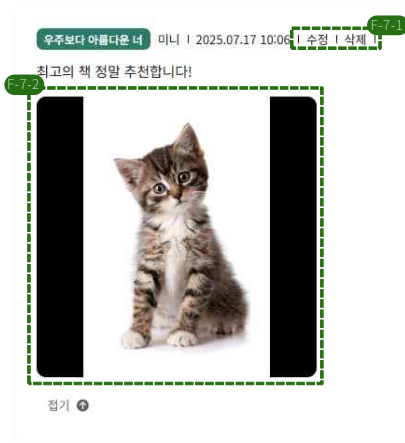 F-7-1
우주보다 아름다운 너 미니 | 2025.07.17 10:06 | 수정 | 삭제 |
최고의 책 정말 추천합니다!
F-7-2
접기